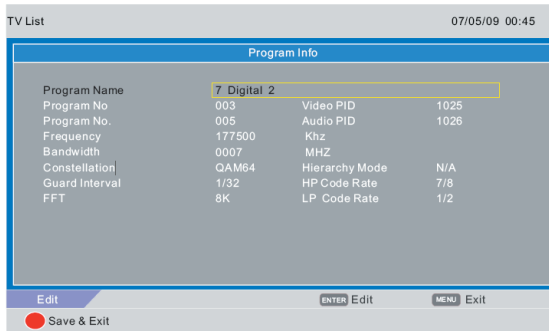 TV List 07/05/09 00:45
Program Info
Program Name 7 Digital 2
Program No 003 Video PID 1025
Program No. 005 Audio PID 1026
Frequency 177500 Khz
Bandwidth 0007 MHZ
Constellation QAM64 Hierarchy Mode N/A
Guard Interval 1/32 HP Code Rate 7/8
FFT 8K LP Code Rate 1/2
Edit ENTER Edit MENU Exit
Save & Exit